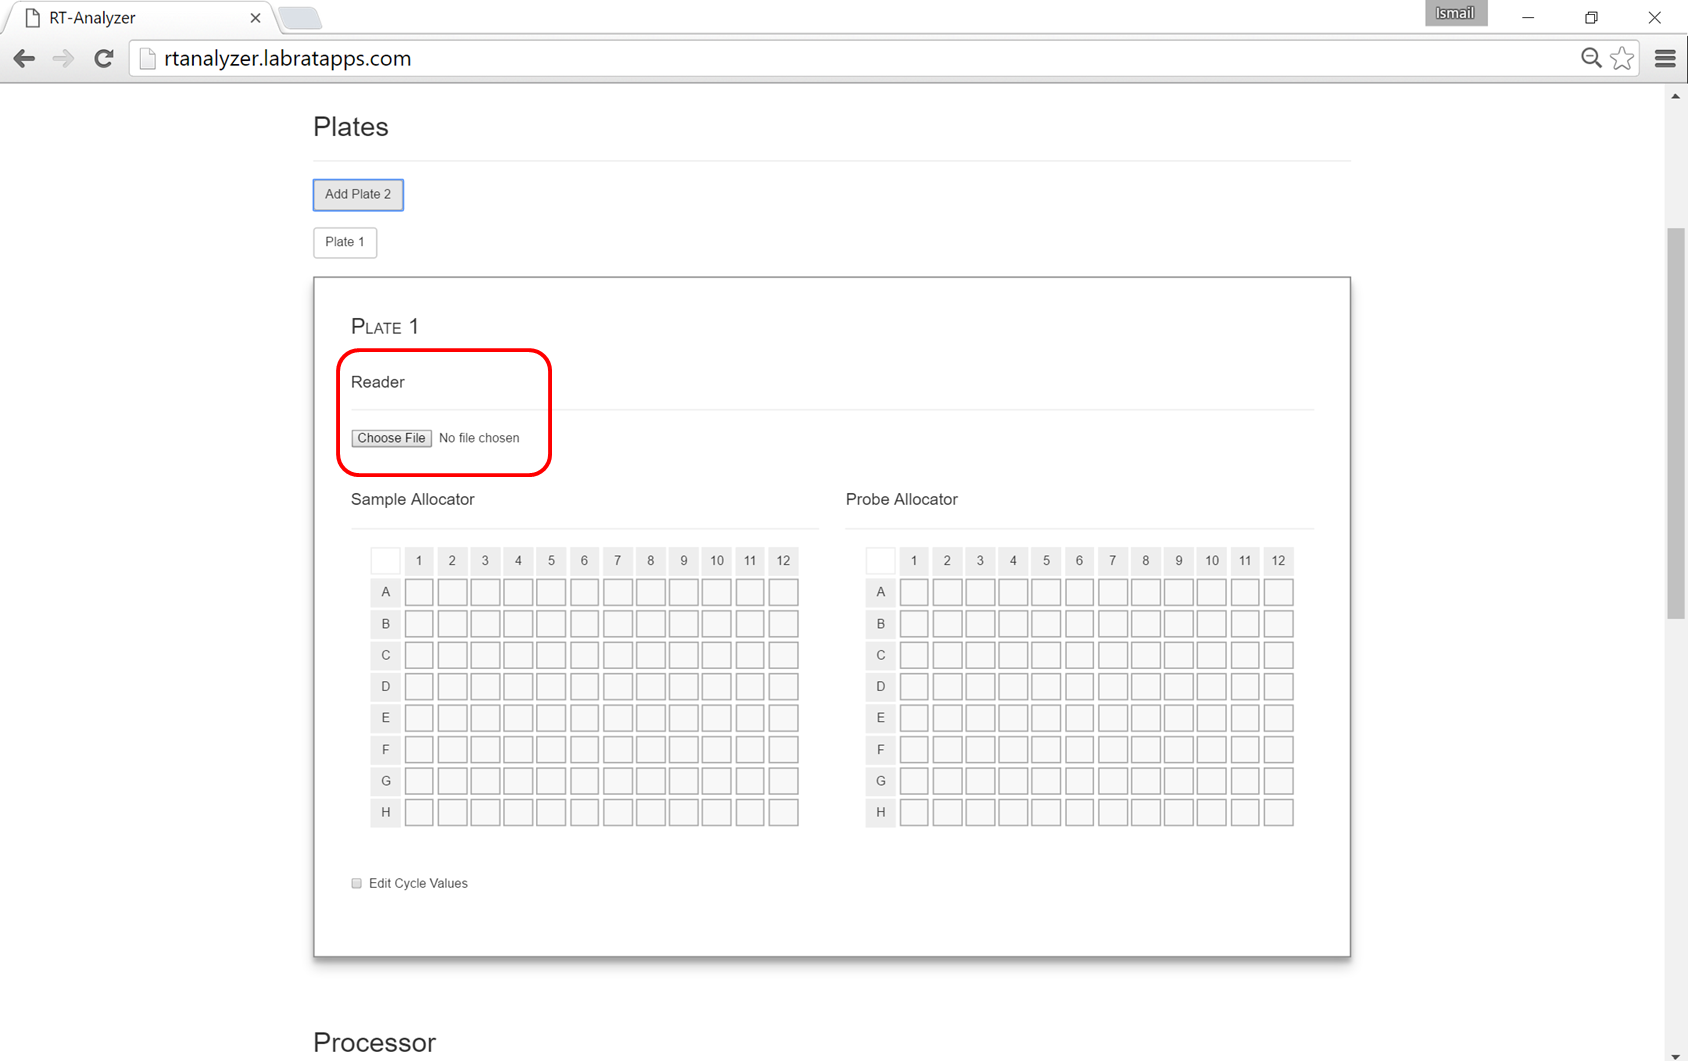 RT-Analyzer
Ismail
rtanalyzer.labratapps.com
Plates
Add Plate 2
Plate 1
Plate 1
Reader
Choose File No file chosen
Sample Allocator
1 2 3 4 5 6 7 8 9 10 11 12
A
B
C
D
E
F
G
H
Probe Allocator
1 2 3 4 5 6 7 8 9 10 11 12
A
B
C
D
E
F
G
H
Edit Cycle Values
Processor